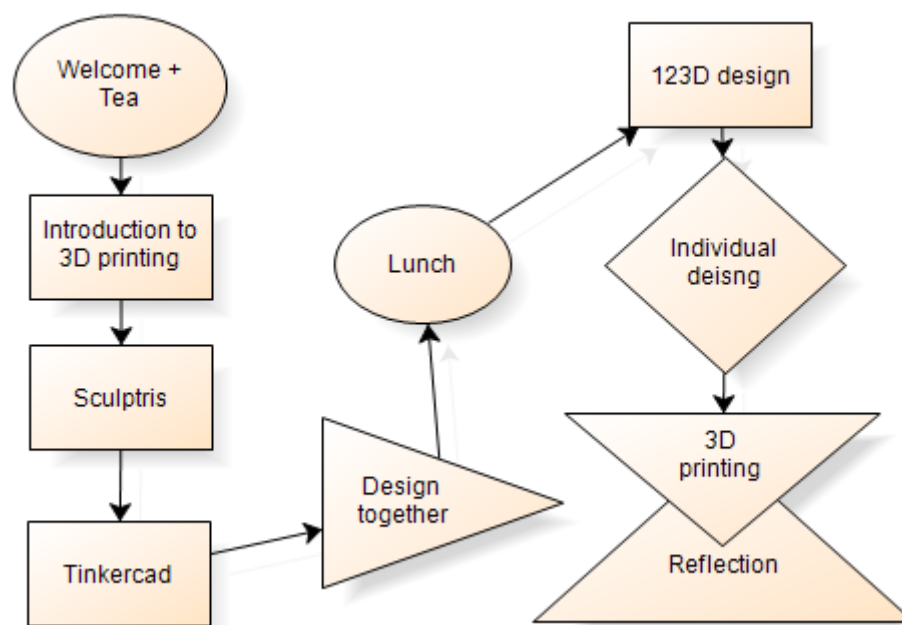 Welcome +
Tea
Introduction to
3D printing
Sculptris
Tinkercad
Design
together
Lunch
123D design
Individual
deisng
3D
printing
Reflection